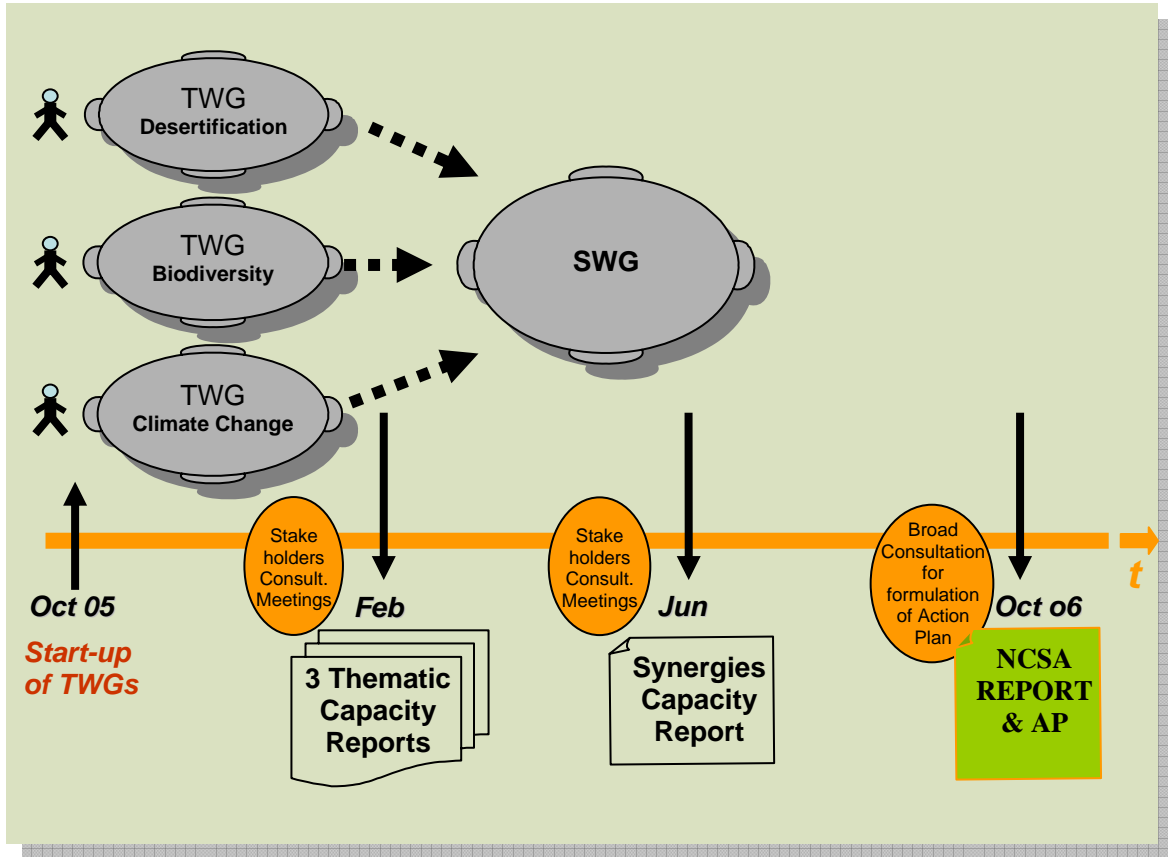 TWG
Desertification
TWG
Biodiversity
SWG
TWG
Climate Change
Stake
holders
Consult.
Meetings
Stake
holders
Consult.
Meetings
Broad
Consultation
for
formulation
of Action
Plan
t
Oct 05
Feb
Jun
Oct o6
Start-up
of TWGs
3 Thematic
Capacity
Reports
Synergies
Capacity
Report
NCSA
REPORT
& AP